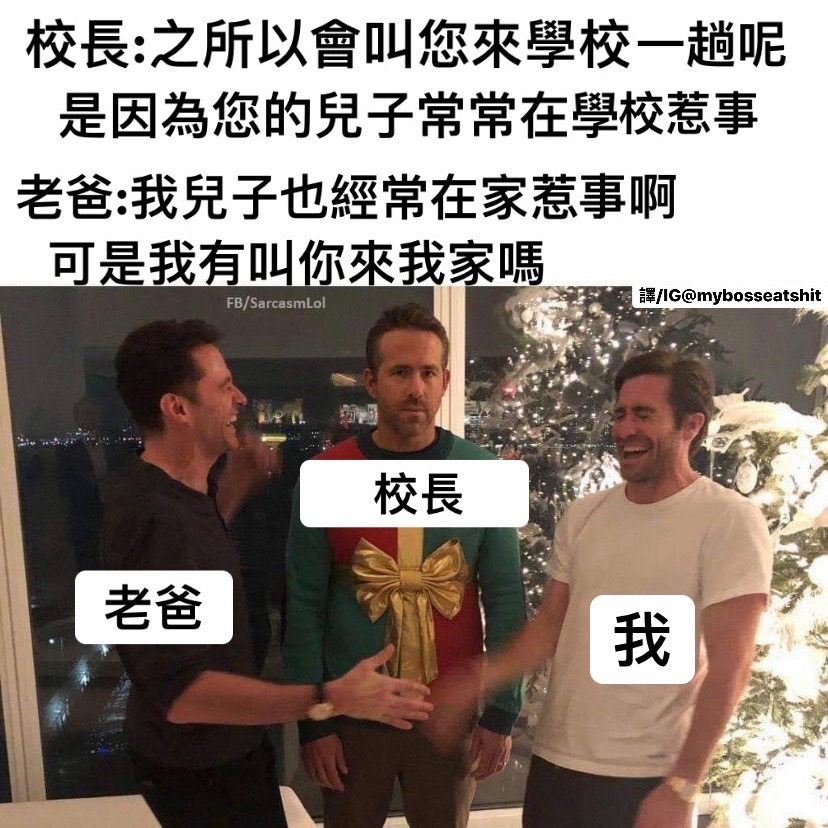 校長:之所以會叫您來學校一趟呢
是因為您的兒子常常在學校惹事
老爸:我兒子也經常在家惹事啊
可是我有叫你來我家嗎
譯/IG@mybosseatshit
FB/SarcasmLol
校長
老爸
我